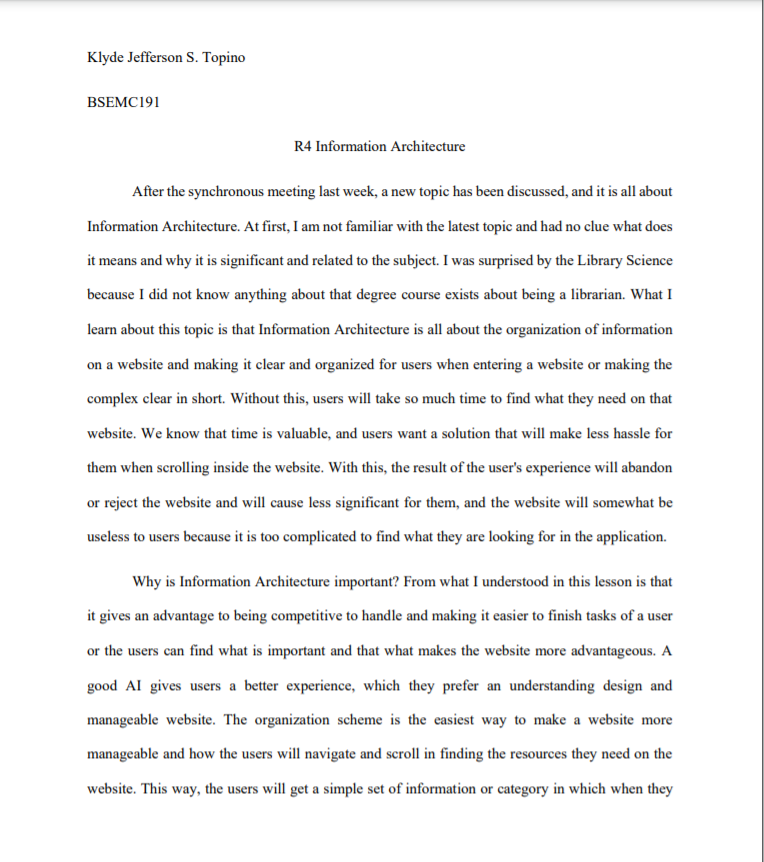 Klyde Jefferson S. Topino
BSEMC191
R4 Information Architecture
After the synchronous meeting last week, a new topic has been discussed, and it is all about
Information Architecture. At first, I am not familiar with the latest topic and had no clue what does
it means and why it is significant and related to the subject. I was surprised by the Library Science
because I did not know anything about that degree course exists about being a librarian. What I
learn about this topic is that Information Architecture is all about the organization of information
on a website and making it clear and organized for users when entering a website or making the
complex clear in short. Without this, users will take so much time to find what they need on that
website. We know that time is valuable, and users want a solution that will make less hassle for
them when scrolling inside the website. With this, the result of the user's experience will abandon
or reject the website and will cause less significant for them, and the website will somewhat be
useless to users because it is too complicated to find what they are looking for in the application.
Why is Information Architecture important? From what I understood in this lesson is that
it gives an advantage to being competitive to handle and making it easier to finish tasks of a user
or the users can find what is important and that what makes the website more advantageous. A
good AI gives users a better experience, which they prefer an understanding design and
manageable website. The organization scheme is the easiest way to make a website more
manageable and how the users will navigate and scroll in finding the resources they need on the
website. This way, the users will get a simple set of information or category in which when they